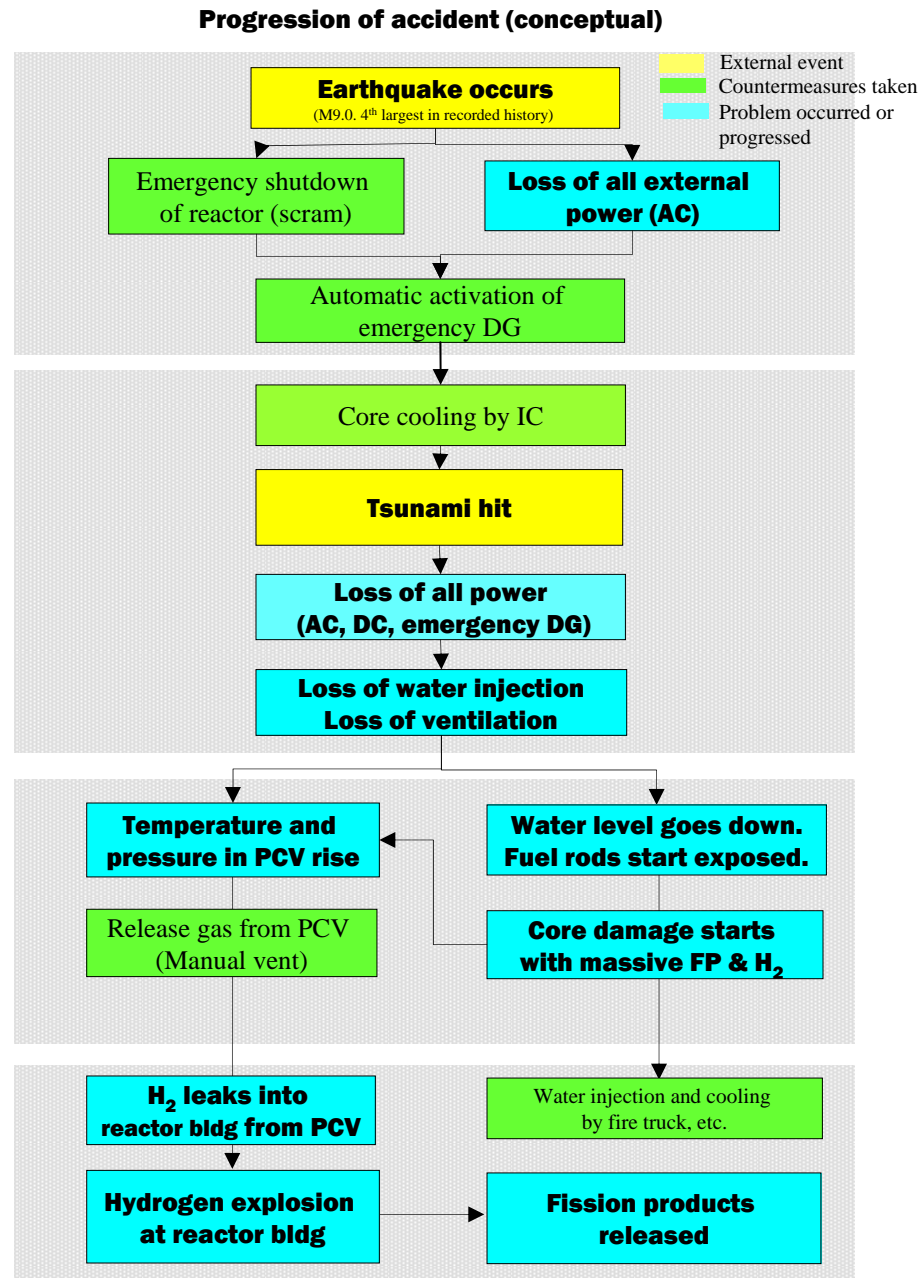 Progression of accident (conceptual)
External event
Countermeasures taken
Problem occurred or
progressed
Earthquake occurs
(M9.0. 4th largest in recorded history)
Emergency shutdown
of reactor (scram)
Loss of all external
power (AC)
Automatic activation of
emergency DG
Core cooling by IC
Tsunami hit
Loss of all power
(AC, DC, emergency DG)
Loss of water injection
Loss of ventilation
Temperature and
pressure in PCV rise
Water level goes down.
Fuel rods start exposed.
Release gas from PCV
(Manual vent)
Core damage starts
with massive FP & H2
H2 leaks into
reactor bldg from PCV
Water injection and cooling
by fire truck, etc.
Hydrogen explosion
at reactor bldg
Fission products
released